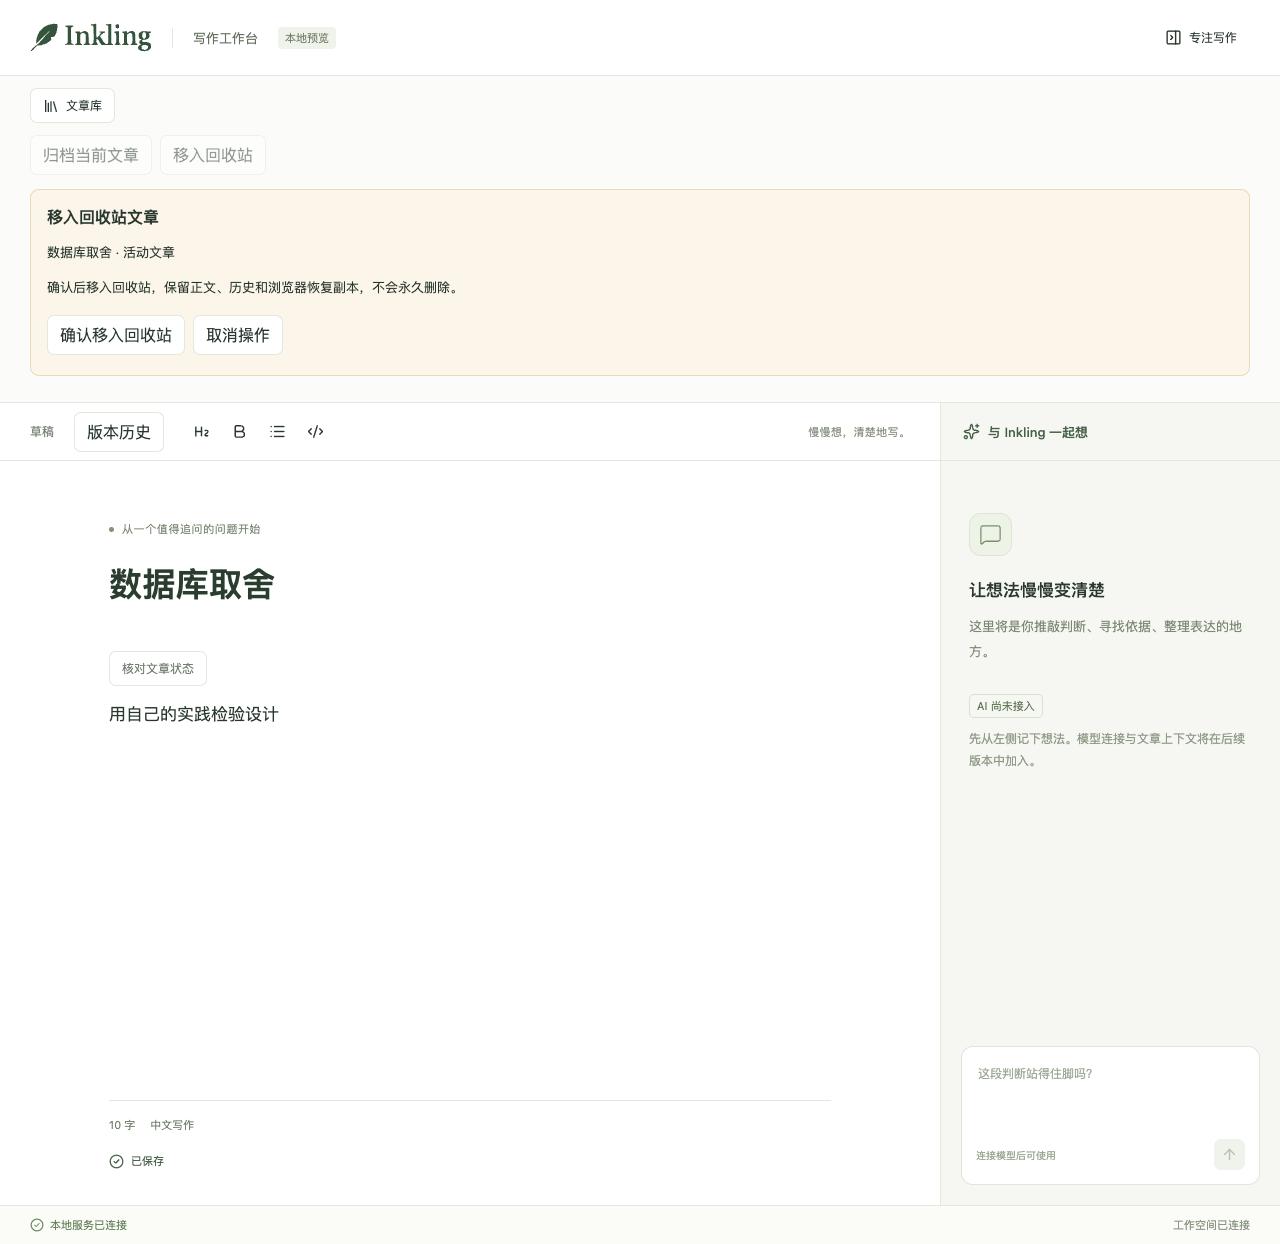 Inkling
写作工作台
本地预览
专注写作
文章库
归档当前文章
移入回收站
移入回收站文章
数据库取舍 · 活动文章
确认后移入回收站，保留正文、历史和浏览器恢复副本，不会永久删除。
确认移入回收站
取消操作
草稿
版本历史
H2
B
慢慢想，清楚地写。
与 Inkling 一起想
从一个值得追问的问题开始
数据库取舍
核对文章状态
用自己的实践检验设计
让想法慢慢变清楚
这里将是你推敲判断、寻找依据、整理表达的地
方。
AI 尚未接入
先从左侧记下想法。模型连接与文章上下文将在后续
版本中加入。
这段判断站得住脚吗？
连接模型后可使用
10 字
中文写作
已保存
本地服务已连接
工作空间已连接